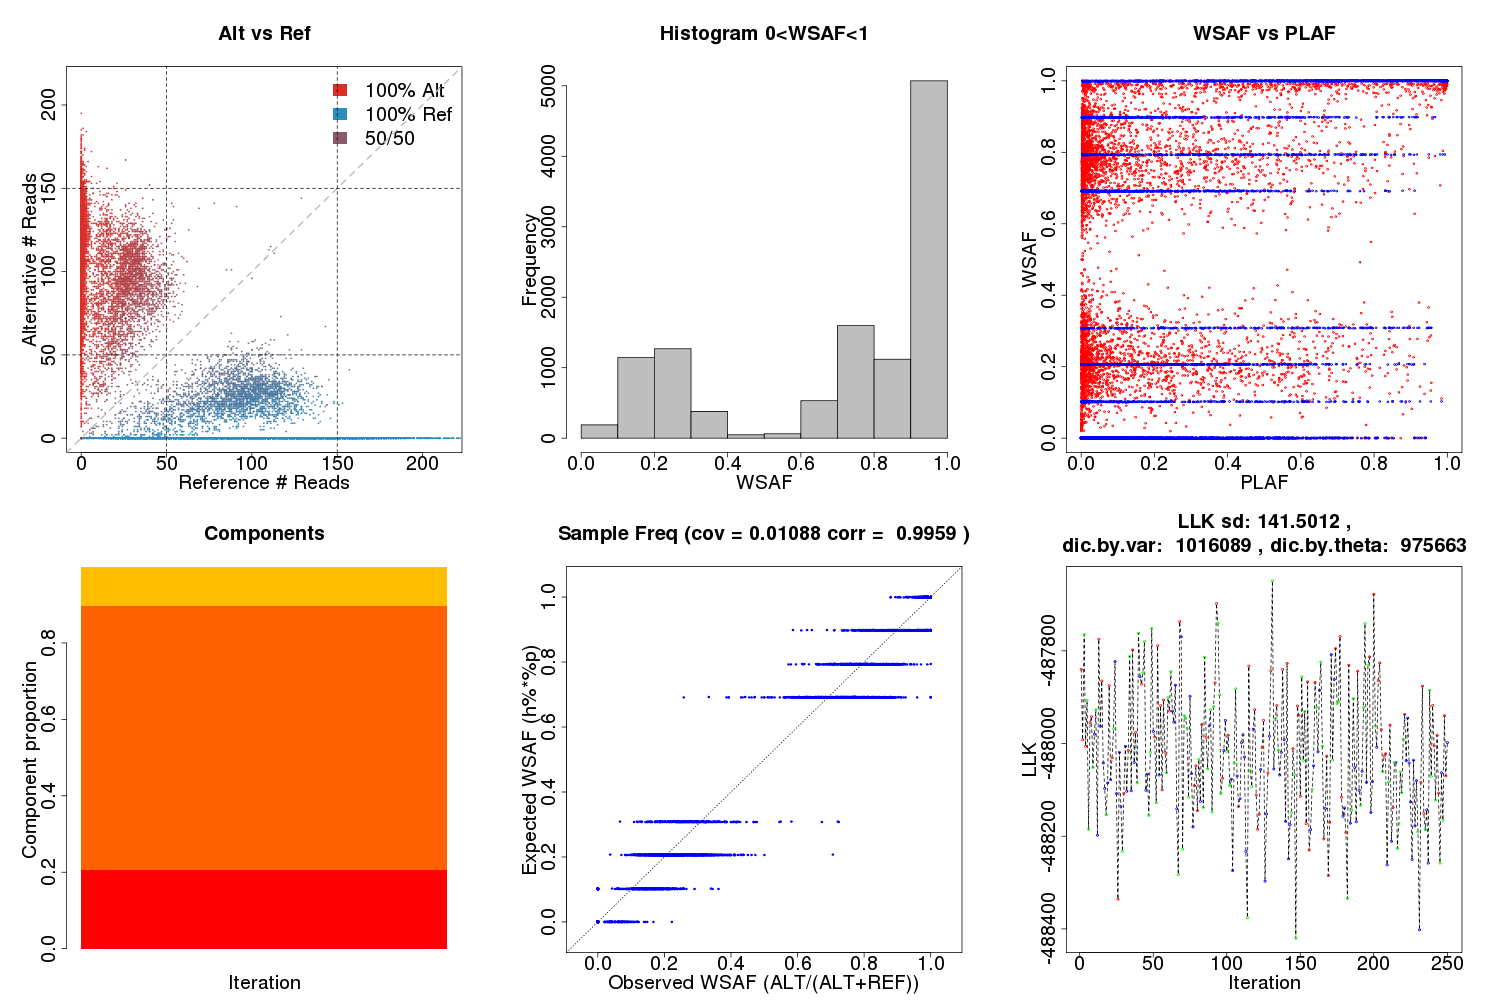 Alt vs Ref
100% Alt
100% Ref
50/50
Alternative # Reads
0 50 100 150 200
0 50 100 150 200
Reference # Reads
Histogram 0<WSAF<1
Frequency
0 1000 2000 3000 4000 5000
0.0 0.2 0.4 0.6 0.8 1.0
WSAF
WSAF vs PLAF
WSAF
0.0 0.2 0.4 0.6 0.8 1.0
0.0 0.2 0.4 0.6 0.8 1.0
PLAF
Components
Component proportion
0.0 0.2 0.4 0.6 0.8
Iteration
Sample Freq (cov = 0.01088 corr = 0.9959 )
Expected WSAF (h%*%p)
0.0 0.2 0.4 0.6 0.8 1.0
0.0 0.2 0.4 0.6 0.8 1.0
Observed WSAF (ALT/(ALT+REF))
LLK sd: 141.5012 ,
dic.by.var: 1016089 , dic.by.theta: 975663
LLK
-488400 -488200 -488000 -487800
0 50 100 150 200 250
Iteration